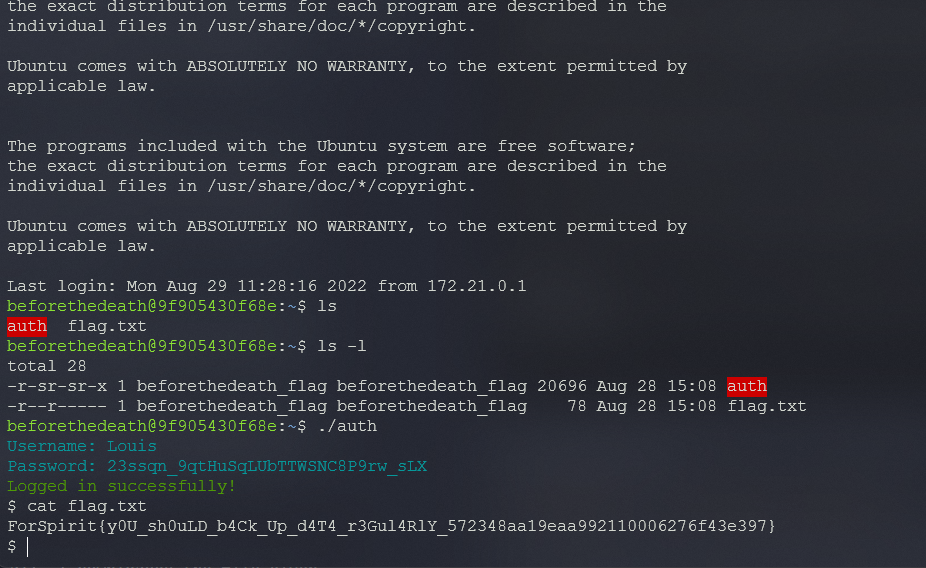 the exact distribution terms for each program are described in the
individual files in /usr/share/doc/*/copyright.
Ubuntu comes with ABSOLUTELY NO WARRANTY, to the extent permitted by
applicable law.
The programs included with the Ubuntu system are free software;
the exact distribution terms for each program are described in the
individual files in /usr/share/doc/*/copyright.
Ubuntu comes with ABSOLUTELY NO WARRANTY, to the extent permitted by
applicable law.
Last login: Mon Aug 29 11:28:16 2022 from 172.21.0.1
beforethedeath@9f905430f68e:~$ ls
auth  flag.txt
beforethedeath@9f905430f68e:~$ ls -l
total 28
-r-sr-sr-x 1 beforethedeath_flag beforethedeath_flag 20696 Aug 28 15:08 auth
-r--r----- 1 beforethedeath_flag beforethedeath_flag    78 Aug 28 15:08 flag.txt
beforethedeath@9f905430f68e:~$ ./auth
Username: Louis
Password: 23ssqn_9qtHuSqLUbTTWSNC8P9rw_sLX
Logged in successfully!
$ cat flag.txt
ForSpirit{y0U_sh0uLD_b4Ck_Up_d4T4_r3Gul4RlY_572348aa19eaa992110006276f43e397}
$